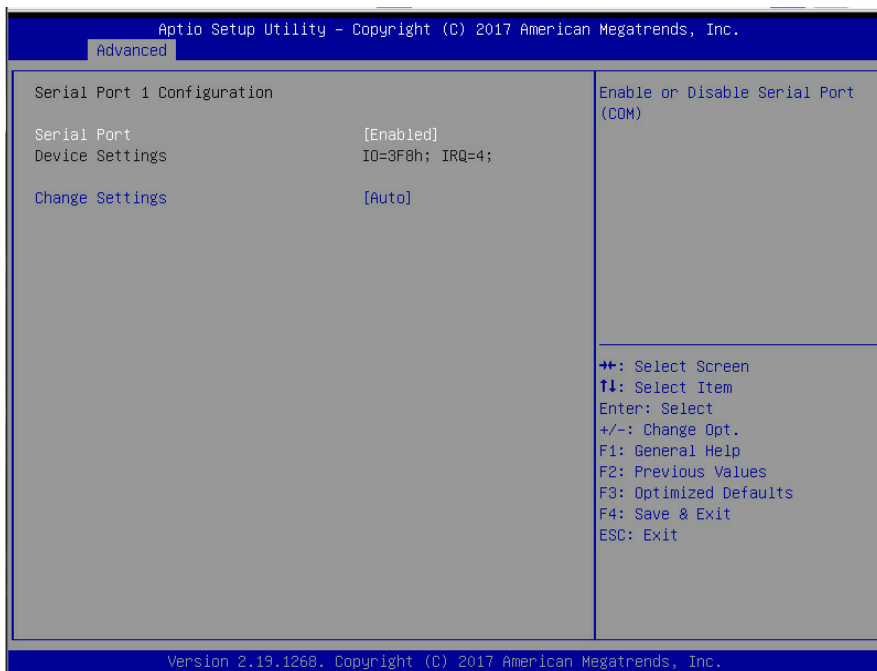 Aptio Setup Utility – Copyright (C) 2017 American Megatrends, Inc.
Advanced
Serial Port 1 Configuration
Serial Port [Enabled]
Device Settings IO=3F8h; IRQ=4;
Change Settings [Auto]
Enable or Disable Serial Port
(COM)
→←: Select Screen
↑↓: Select Item
Enter: Select
+/-: Change Opt.
F1: General Help
F2: Previous Values
F3: Optimized Defaults
F4: Save & Exit
ESC: Exit
Version 2.19.1268. Copyright (C) 2017 American Megatrends, Inc.